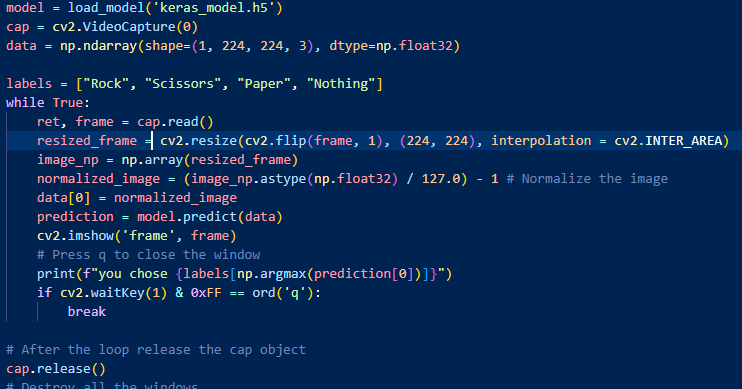 model = load_model('keras_model.h5')
cap = cv2.VideoCapture(0)
data = np.ndarray(shape=(1, 224, 224, 3), dtype=np.float32)
labels = ["Rock", "Scissors", "Paper", "Nothing"]
while True:
    ret, frame = cap.read()
    resized_frame = cv2.resize(cv2.flip(frame, 1), (224, 224), interpolation = cv2.INTER_AREA)
    image_np = np.array(resized_frame)
    normalized_image = (image_np.astype(np.float32) / 127.0) - 1 # Normalize the image
    data[0] = normalized_image
    prediction = model.predict(data)
    cv2.imshow('frame', frame)
    # Press q to close the window
    print(f"you chose {labels[np.argmax(prediction[0])]}")
    if cv2.waitKey(1) & 0xFF == ord('q'):
        break
# After the loop release the cap object
cap.release()
# Destroy all the windows